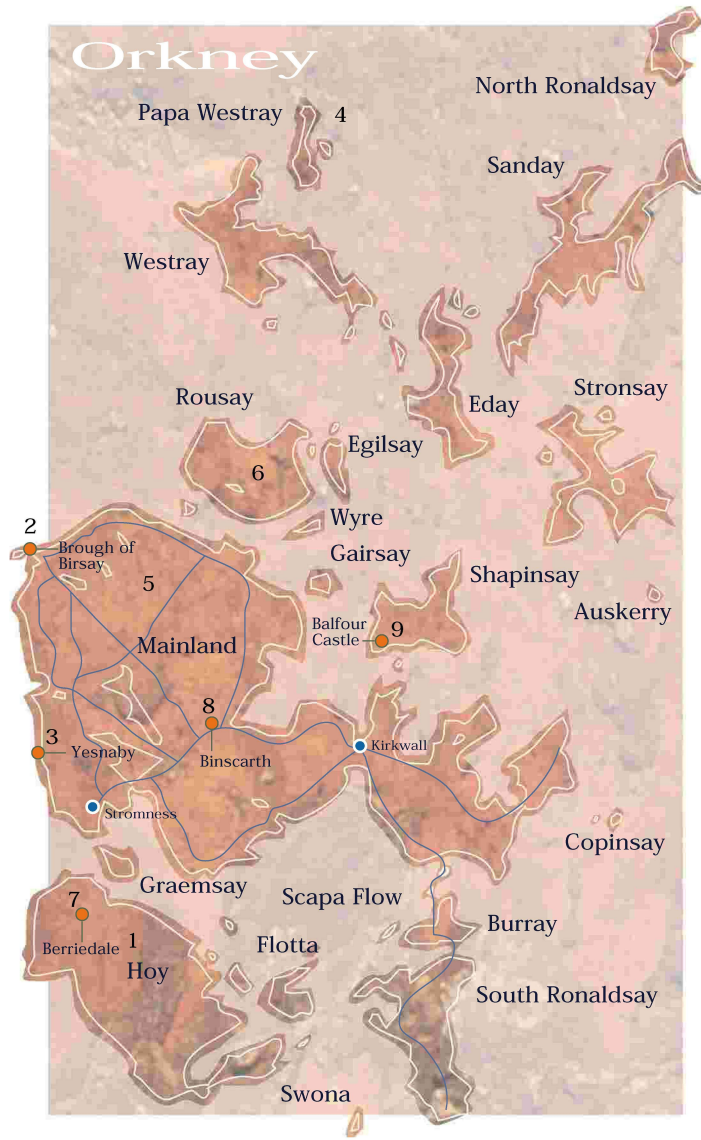 Orkney
North Ronaldsay
Papa Westray
4
Sanday
Westray
Stronsay
Rousay
Eday
Egilsay
6
Wyre
2
Brough of
Birsay
Gairsay
Shapinsay
5
Auskerry
Balfour
Castle
9
Mainland
8
3
Yesnaby
Binscarth
Kirkwall
Stromness
Copinsay
Graemsay
Scapa Flow
7
Burray
Berriedale
1
Hoy
Flotta
South Ronaldsay
Swona